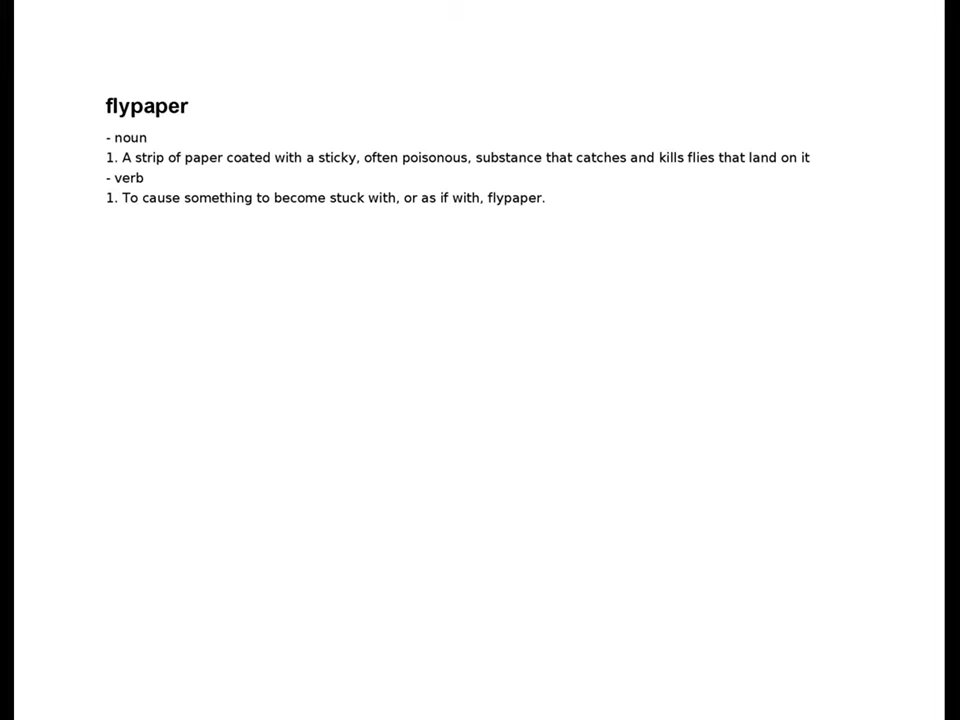 flypaper
- noun
1. A strip of paper coated with a sticky, often poisonous, substance that catches and kills flies that land on it
- verb
1. To cause something to become stuck with, or as if with, flypaper.